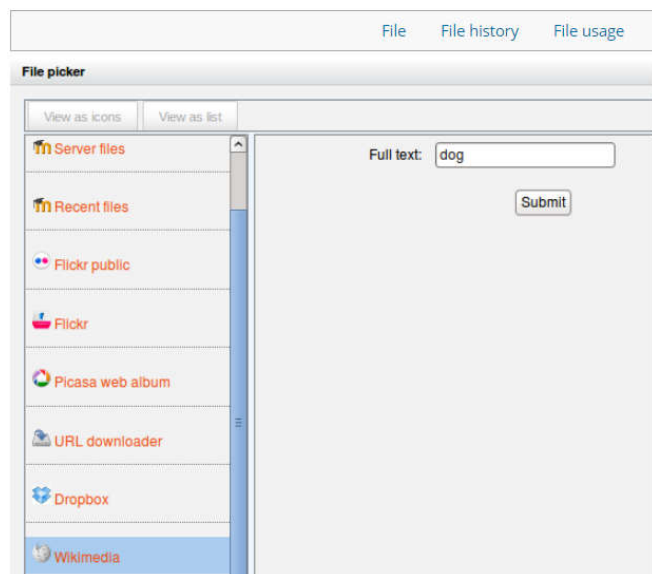 File File history File usage
File picker
View as icons View as list
Server files
Full text: dog
Recent files
Submit
Flickr public
Flickr
Picasa web album
URL downloader
Dropbox
Wikimedia